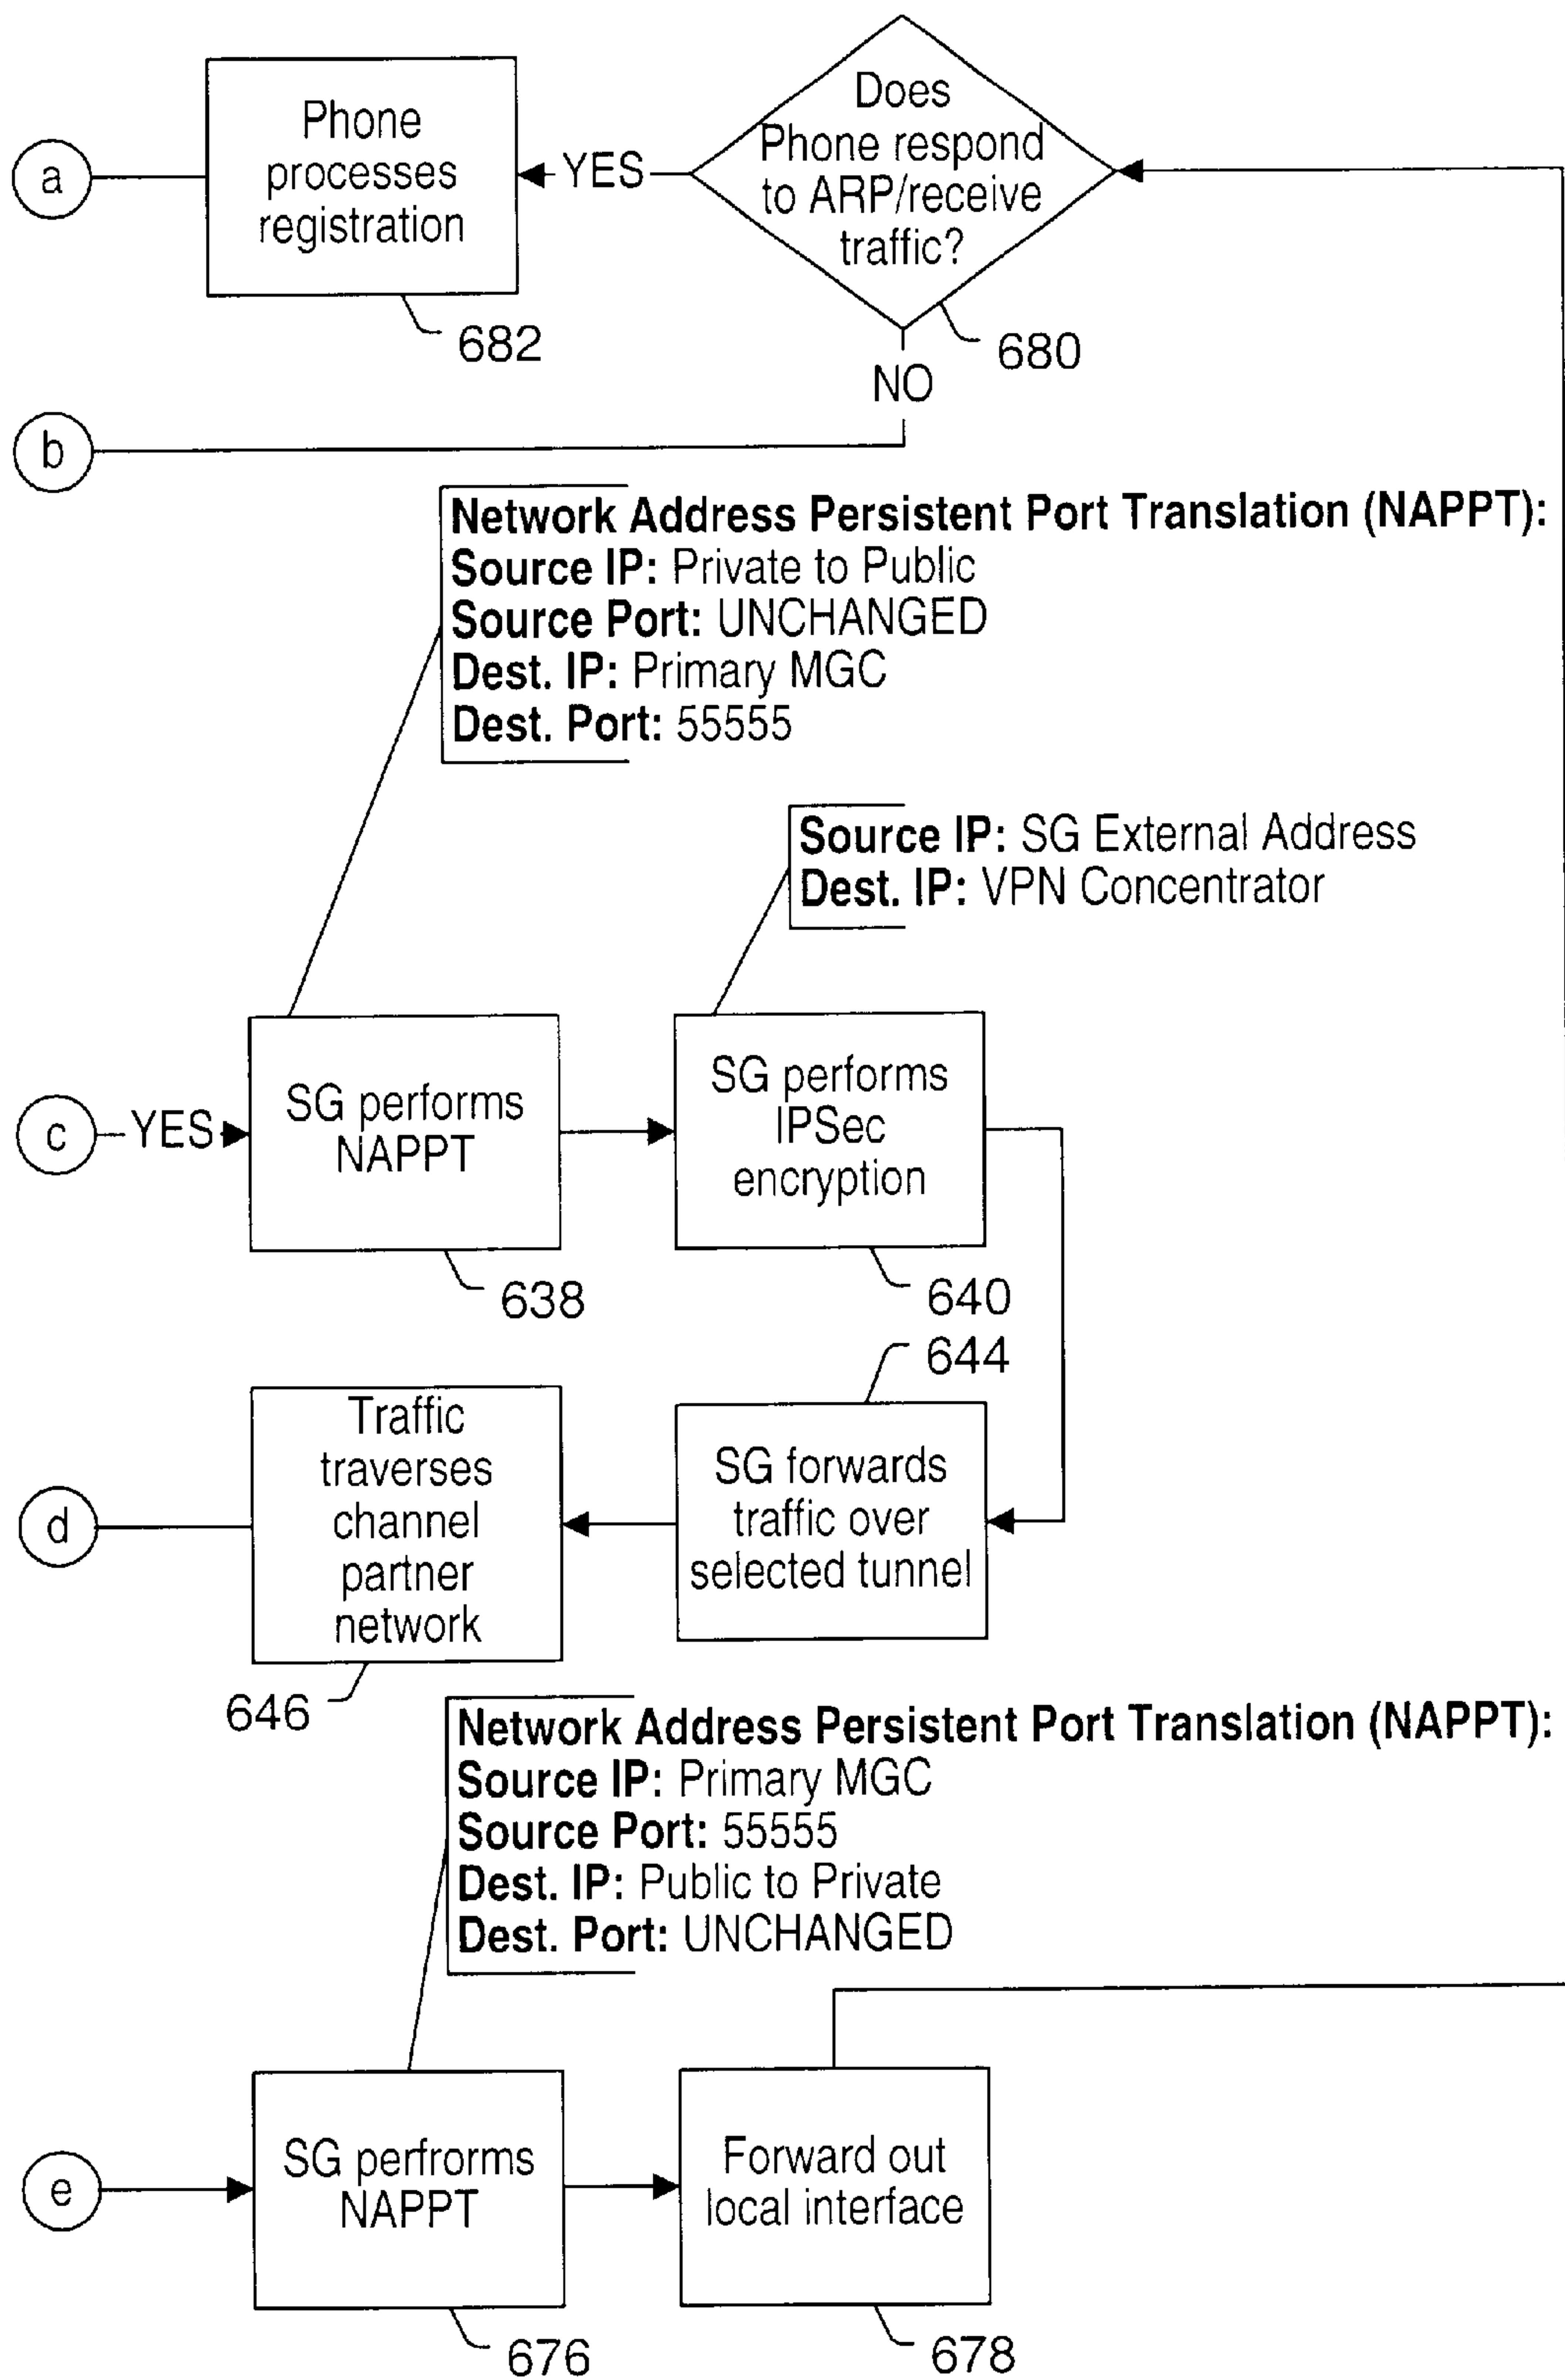 a
Phone
processes
registration
682
YES
Does
Phone respond
to ARP/receive
traffic?
680
NO
b
Network Address Persistent Port Translation (NAPPT):
Source IP: Private to Public
Source Port: UNCHANGED
Dest. IP: Primary MGC
Dest. Port: 55555
Source IP: SG External Address
Dest. IP: VPN Concentrator
c
YES
SG performs
NAPPT
638
SG performs
IPSec
encryption
640
644
d
Traffic
traverses
channel
partner
network
646
SG forwards
traffic over
selected tunnel
Network Address Persistent Port Translation (NAPPT):
Source IP: Primary MGC
Source Port: 55555
Dest. IP: Public to Private
Dest. Port: UNCHANGED
e
SG perfrorms
NAPPT
676
Forward out
local interface
678